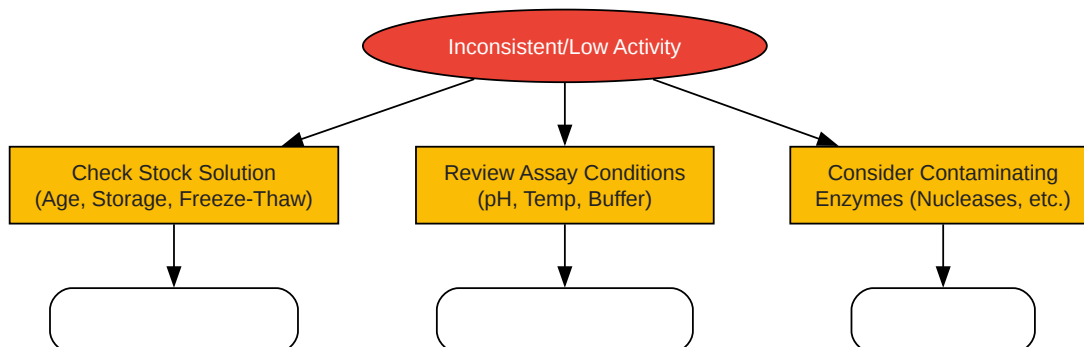 Inconsistent/Low Activity
Check Stock Solution
(Age, Storage, Freeze-Thaw)
Review Assay Conditions
(pH, Temp, Buffer)
Consider Contaminating
Enzymes (Nucleases, etc.)